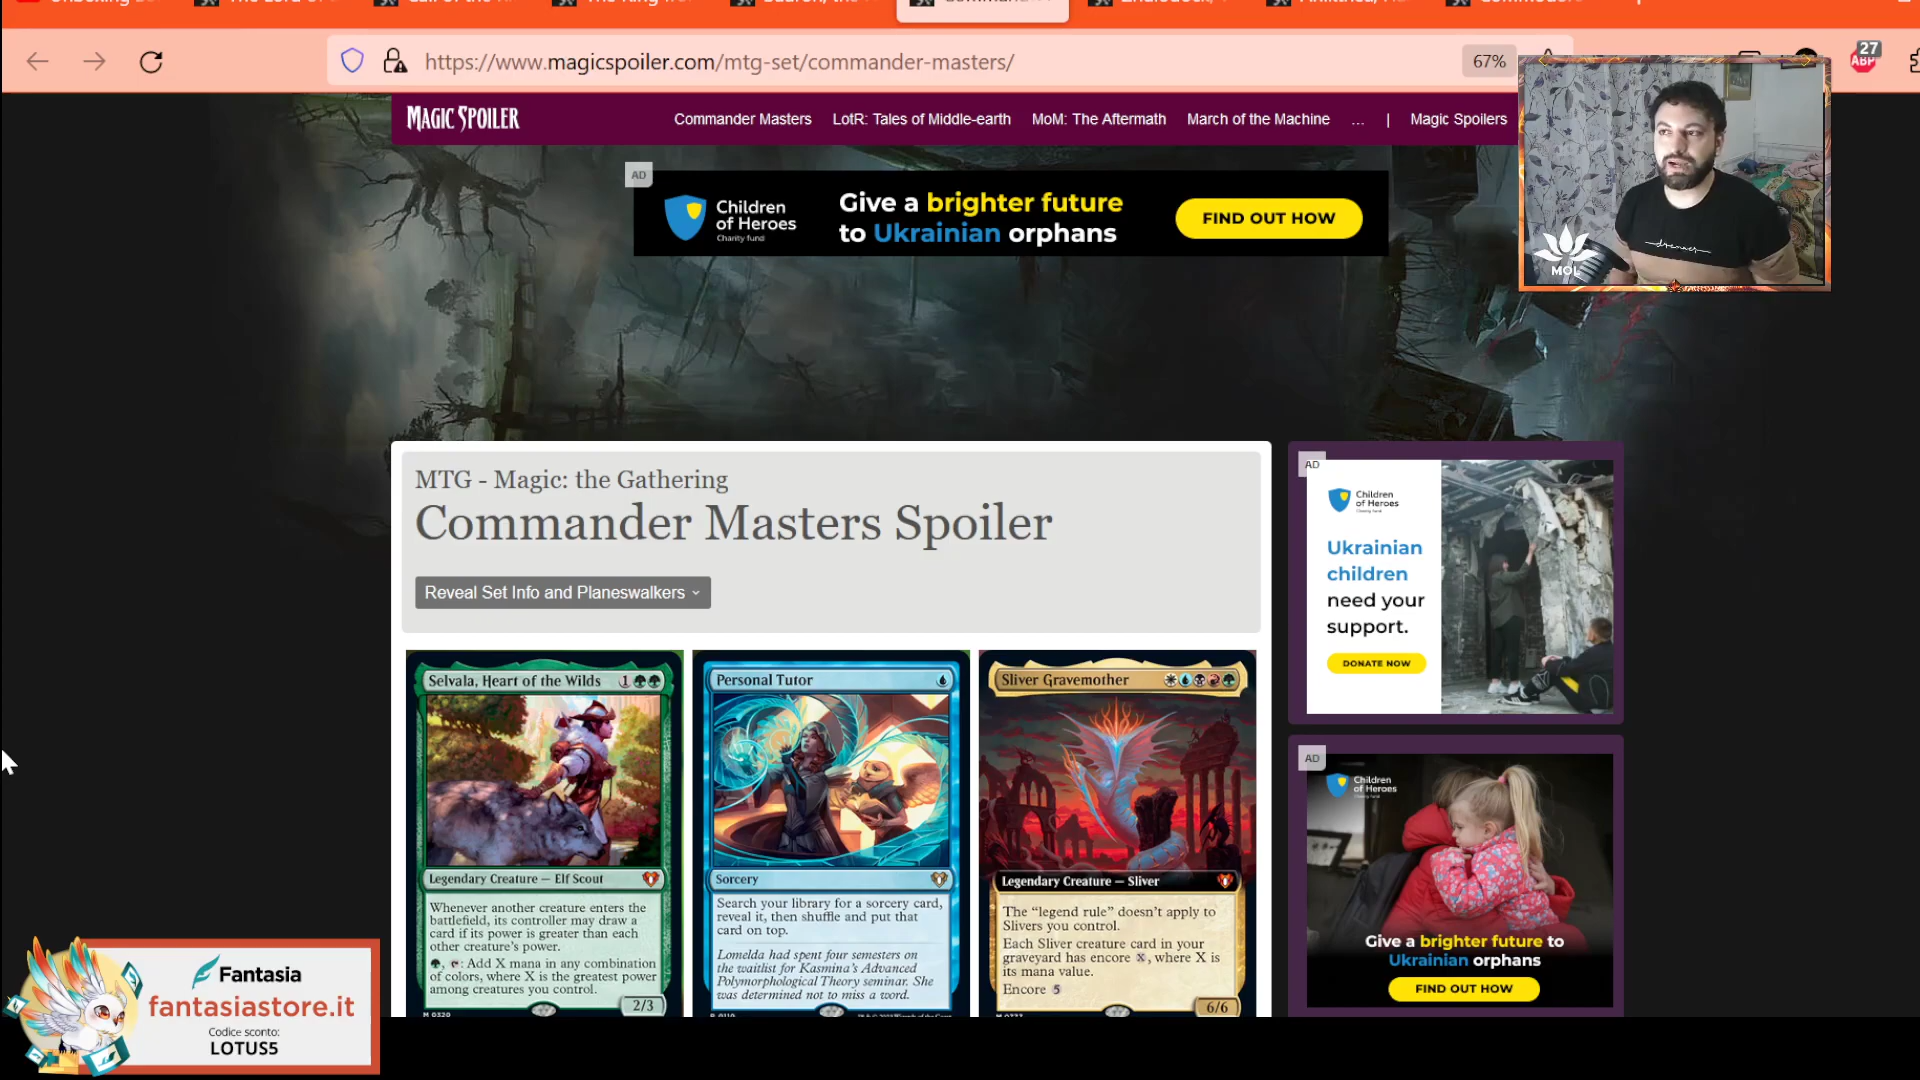 27
ABP
https://www.magicspoiler.com/mtg-set/commander-masters/
67%
MAGIC SPOILER
Commander Masters
LotR: Tales of Middle-earth
MoM: The Aftermath
March of the Machine
...
|
Magic Spoilers
MOL
AD
Children
of Heroes
Charity fund
Give a brighter future
to Ukrainian orphans
FIND OUT HOW
MTG - Magic: the Gathering
Commander Masters Spoiler
Reveal Set Info and Planeswalkers
Selvala, Heart of the Wilds 1
Legendary Creature — Elf Scout
Whenever another creature enters the
battlefield, its controller may draw a
card if its power is greater than each
other creature's power.
: Add X mana in any combination
of colors, where X is the greatest power
among creatures you control.
2/3
M 0320
Personal Tutor
Sorcery
Search your library for a sorcery card,
reveal it, then shuffle and put that
card on top.
Lomelda had spent four semesters on
the waitlist for Kasmina's Advanced
Polymorphological Theory seminar. She
was determined not to miss a word.
Sliver Gravemother
Legendary Creature — Sliver
The “legend rule” doesn't apply to
Slivers you control.
Each Sliver creature card in your
graveyard has encore X, where X is
its mana value.
Encore 5
6/6
AD
Children
of Heroes
Ukrainian
children
need your
support.
DONATE NOW
AD
Children
of Heroes
Give a brighter future to
Ukrainian orphans
FIND OUT HOW
Fantasia
fantasiastore.it
Codice sconto:
LOTUS5